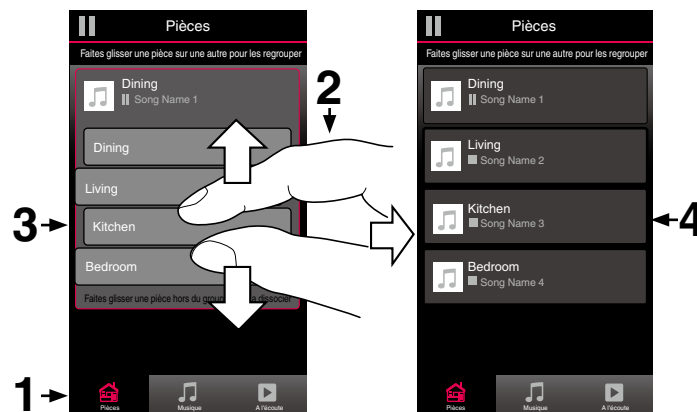 Pièces
Faites glisser une pièce sur une autre pour les regrouper
Dining
Song Name 1
2
Dining
Living
3
Kitchen
Bedroom
Faites glisser une pièce hors du group a dissocier
1
Pièces
Musique
A l'écoute
Pièces
Faites glisser une pièce sur une autre pour les regrouper
Dining
Song Name 1
Living
Song Name 2
Kitchen
Song Name 3
4
Bedroom
Song Name 4
Pièces
Musique
A l'écoute